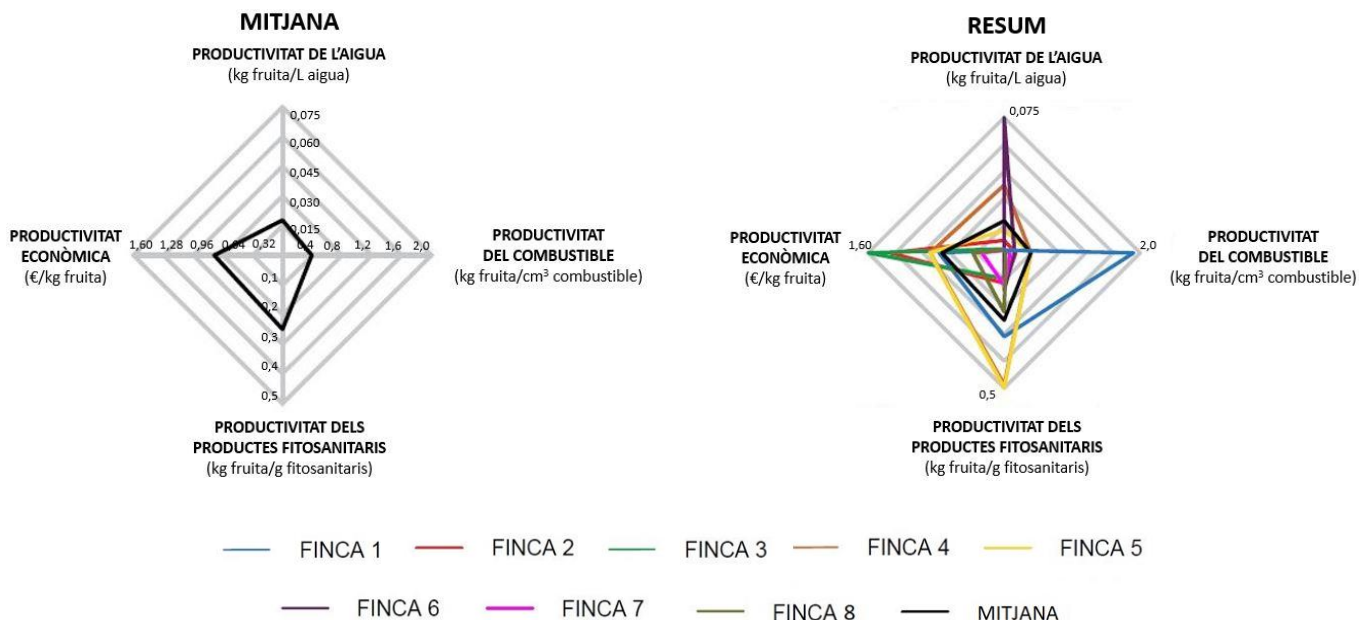 MITJANA
PRODUCTIVITAT DE L'AIGUA
(kg fruita/L aigua)
0,075
0,060
0,045
0,030
0,015
PRODUCTIVITAT
ECONÒMICA
(€/kg fruita)
1,60 1,28 0,96 0,64 0,32 0,4 0,8 1,2 1,6 2,0
PRODUCTIVITAT
DEL COMBUSTIBLE
(kg fruita/cm³ combustible)
0,1
0,2
0,3
0,4
0,5
PRODUCTIVITAT DELS
PRODUCTES FITOSANITARIS
(kg fruita/g fitosanitaris)
RESUM
PRODUCTIVITAT DE L'AIGUA
(kg fruita/L aigua)
0,075
PRODUCTIVITAT
ECONÒMICA
(€/kg fruita)
1,60
2,0
PRODUCTIVITAT
DEL COMBUSTIBLE
(kg fruita/cm³ combustible)
0,5
PRODUCTIVITAT DELS
PRODUCTES FITOSANITARIS
(kg fruita/g fitosanitaris)
FINCA 1 FINCA 2 FINCA 3 FINCA 4 FINCA 5
FINCA 6 FINCA 7 FINCA 8 MITJANA